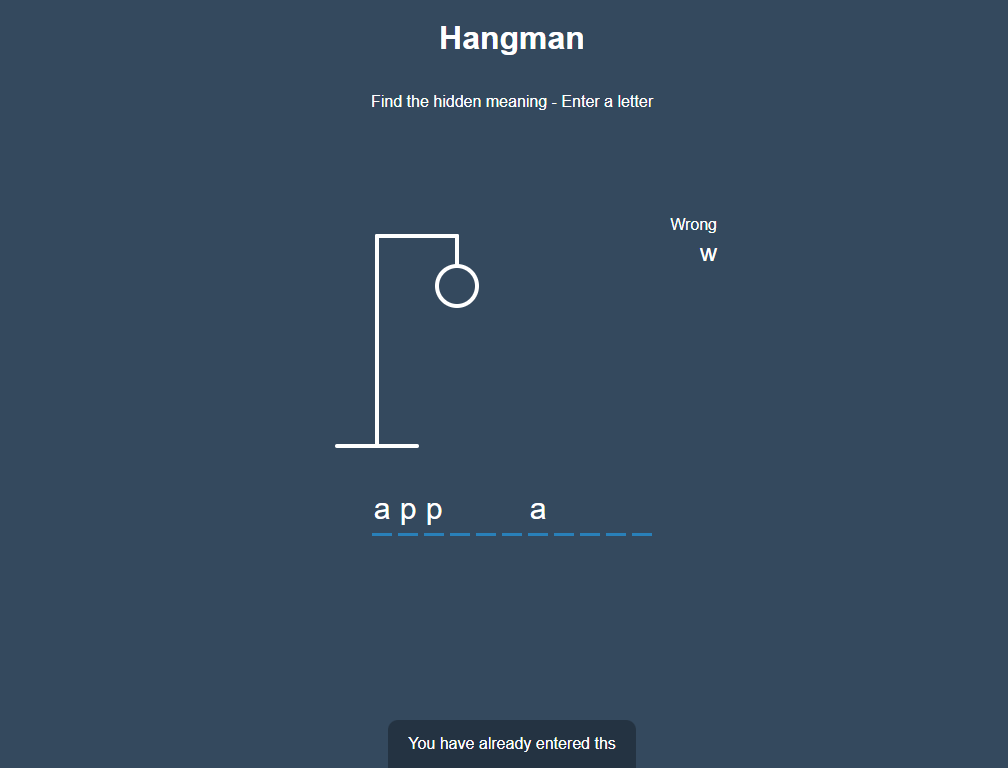 Hangman
Find the hidden meaning - Enter a letter
Wrong
w
a p p a
You have already entered ths